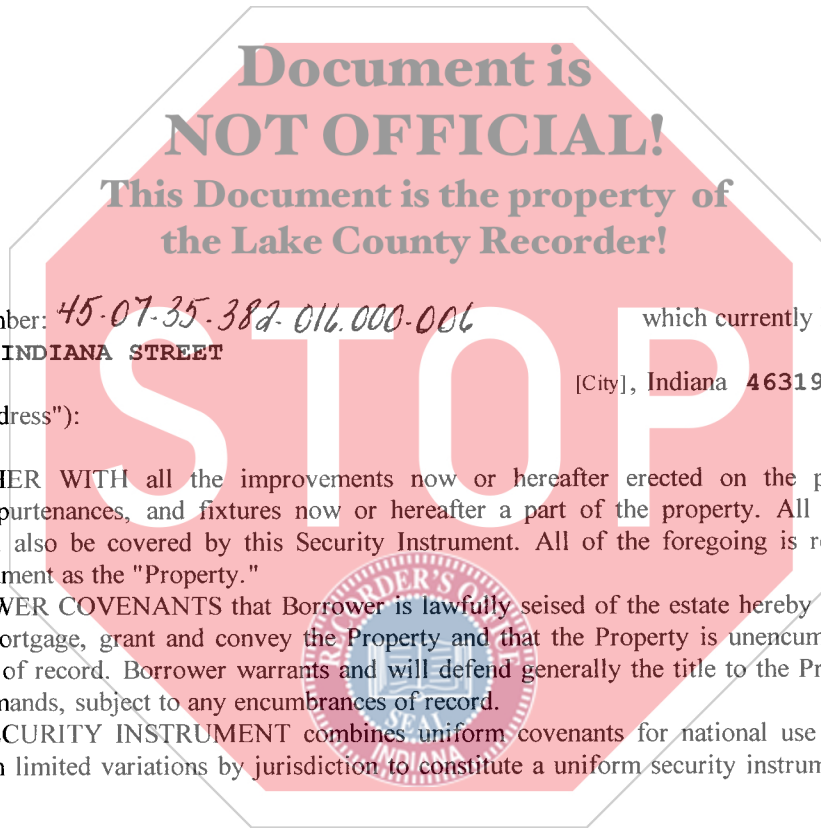 Document is
NOT OFFICIAL!
This Document is the property of
the Lake County Recorder!
STOP
mber: 45-07-35-382-016.000-006 which currently
INDIANA STREET
[City], Indiana 46319
dress"):
HER WITH all the improvements now or hereafter erected on the p
purtenances, and fixtures now or hereafter a part of the property. All
also be covered by this Security Instrument. All of the foregoing is r
ment as the "Property."
WER COVENANTS that Borrower is lawfully seised of the estate hereby
ortgage, grant and convey the Property and that the Property is unencum
of record. Borrower warrants and will defend generally the title to the Pr
mands, subject to any encumbrances of record.
CURITY INSTRUMENT combines uniform covenants for national use
limited variations by jurisdiction to constitute a uniform security instrum
RECORDER'S OFFICE
SEAL
INDIANA